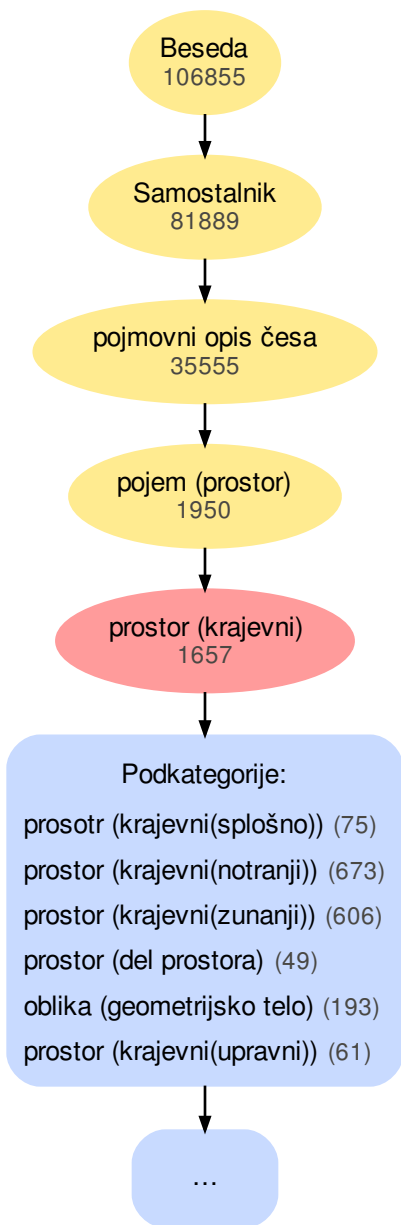 Beseda
106855
Samostalnik
81889
pojmovni opis česa
35555
pojem (prostor)
1950
prostor (krajevni)
1657
Podkategorije:
prosotr (krajevni(splošno)) (75)
prostor (krajevni(notranji)) (673)
prostor (krajevni(zunanji)) (606)
prostor (del prostora) (49)
oblika (geometrijsko telo) (193)
prostor (krajevni(upravni)) (61)
...